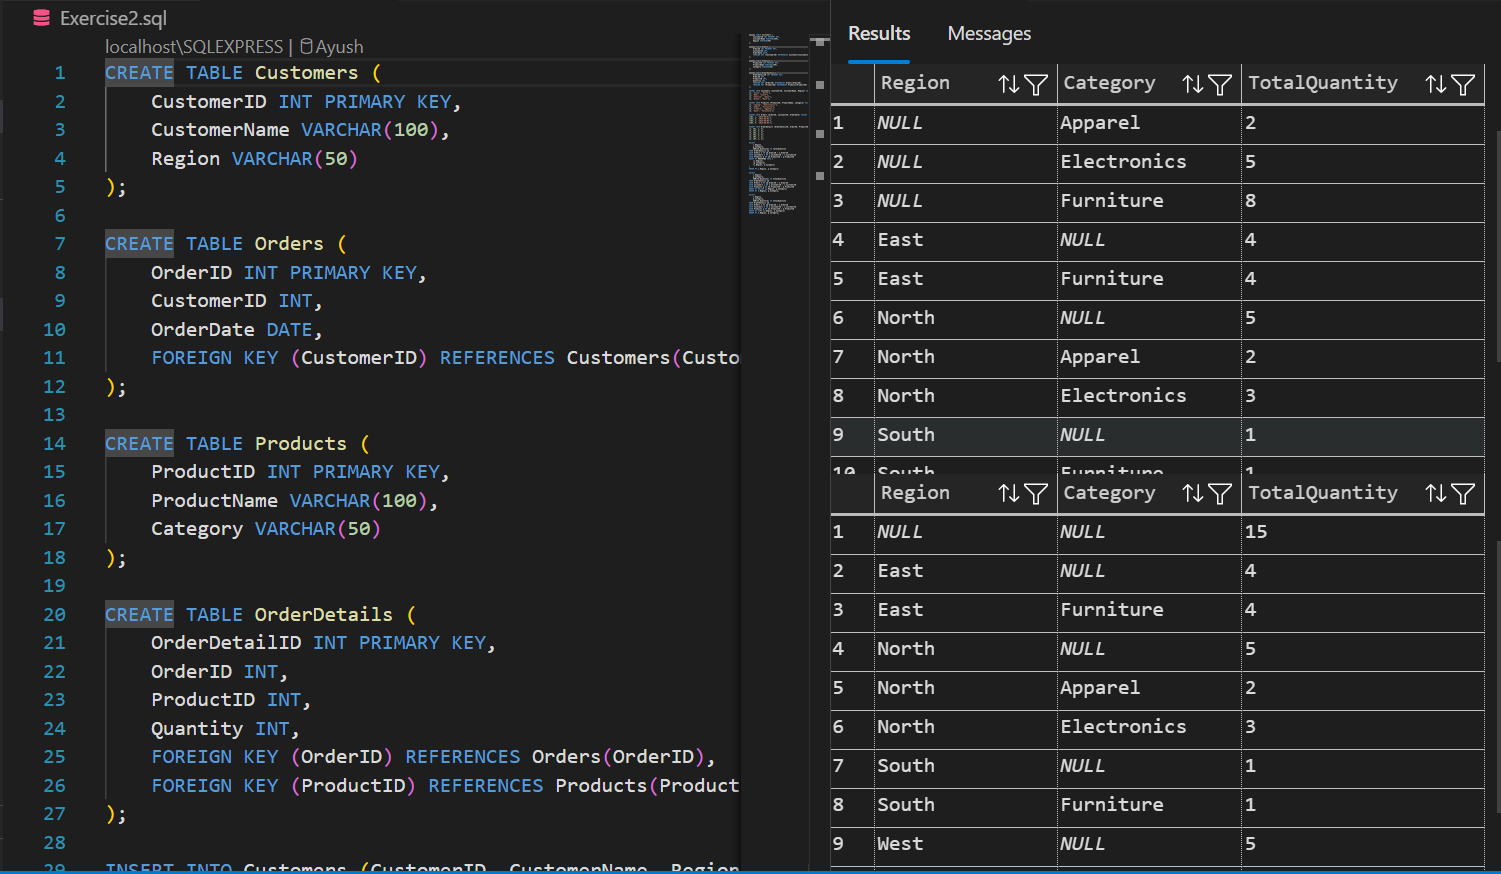 Exercise2.sql
localhost\SQLEXPRESS | Ayush
1 CREATE TABLE Customers (
2 CustomerID INT PRIMARY KEY,
3 CustomerName VARCHAR(100),
4 Region VARCHAR(50)
5 );
6
7 CREATE TABLE Orders (
8 OrderID INT PRIMARY KEY,
9 CustomerID INT,
10 OrderDate DATE,
11 FOREIGN KEY (CustomerID) REFERENCES Customers(Custo
12 );
13
14 CREATE TABLE Products (
15 ProductID INT PRIMARY KEY,
16 ProductName VARCHAR(100),
17 Category VARCHAR(50)
18 );
19
20 CREATE TABLE OrderDetails (
21 OrderDetailID INT PRIMARY KEY,
22 OrderID INT,
23 ProductID INT,
24 Quantity INT,
25 FOREIGN KEY (OrderID) REFERENCES Orders(OrderID),
26 FOREIGN KEY (ProductID) REFERENCES Products(Product
27 );
28
29 INSERT INTO Customers (CustomerID, CustomerName, Region
Results Messages
Region Category TotalQuantity
1 NULL Apparel 2
2 NULL Electronics 5
3 NULL Furniture 8
4 East NULL 4
5 East Furniture 4
6 North NULL 5
7 North Apparel 2
8 North Electronics 3
9 South NULL 1
10 South Furniture 1
Region Category TotalQuantity
1 NULL NULL 15
2 East NULL 4
3 East Furniture 4
4 North NULL 5
5 North Apparel 2
6 North Electronics 3
7 South NULL 1
8 South Furniture 1
9 West NULL 5